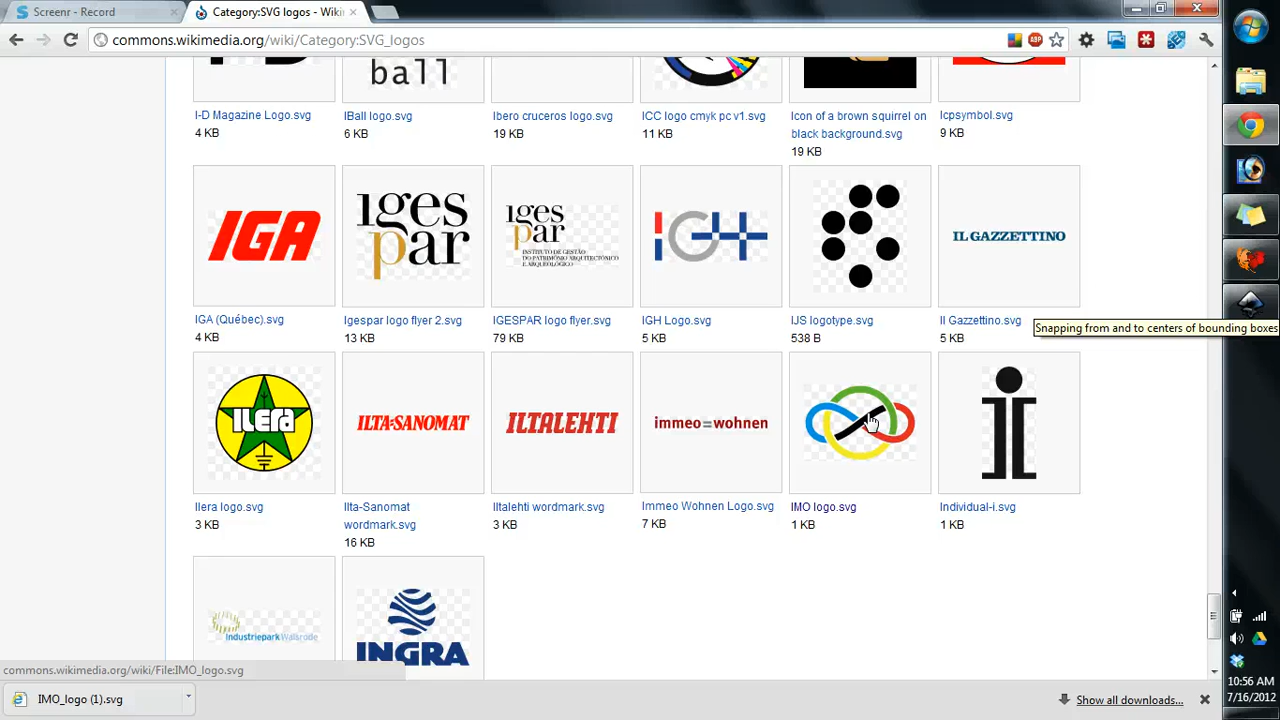 Screenr - Record
Category:SVG logos - Wiki
commons.wikimedia.org/wiki/Category:SVG_logos
ABP
ball
I-D Magazine Logo.svg
4 KB
IBall logo.svg
6 KB
Ibero cruceros logo.svg
19 KB
ICC logo cmyk pc v1.svg
11 KB
Icon of a brown squirrel on
black background.svg
19 KB
Icpsymbol.svg
9 KB
IGA
iges
par
iges
par
INSTITUTO DE GESTÃO
DO PATRIMÓNIO ARQUITECTÓNICO
E ARQUEOLÓGICO
IGH
IL GAZZETTINO
IGA (Québec).svg
4 KB
Igespar logo flyer 2.svg
13 KB
IGESPAR logo flyer.svg
79 KB
IGH Logo.svg
5 KB
IJS logotype.svg
538 B
Il Gazzettino.svg
5 KB
Snapping from and to centers of bounding boxes
ILERA
ILTA-SANOMAT
ILTALEHTI
immeo=wohnen
Ilera logo.svg
3 KB
Ilta-Sanomat
wordmark.svg
16 KB
Iltalehti wordmark.svg
3 KB
Immeo Wohnen Logo.svg
7 KB
IMO logo.svg
1 KB
Individual-i.svg
1 KB
Industriepark Walsrode
INGRA
commons.wikimedia.org/wiki/File:IMO_logo.svg
IMO_logo (1).svg
Show all downloads...
10:56 AM
7/16/2012